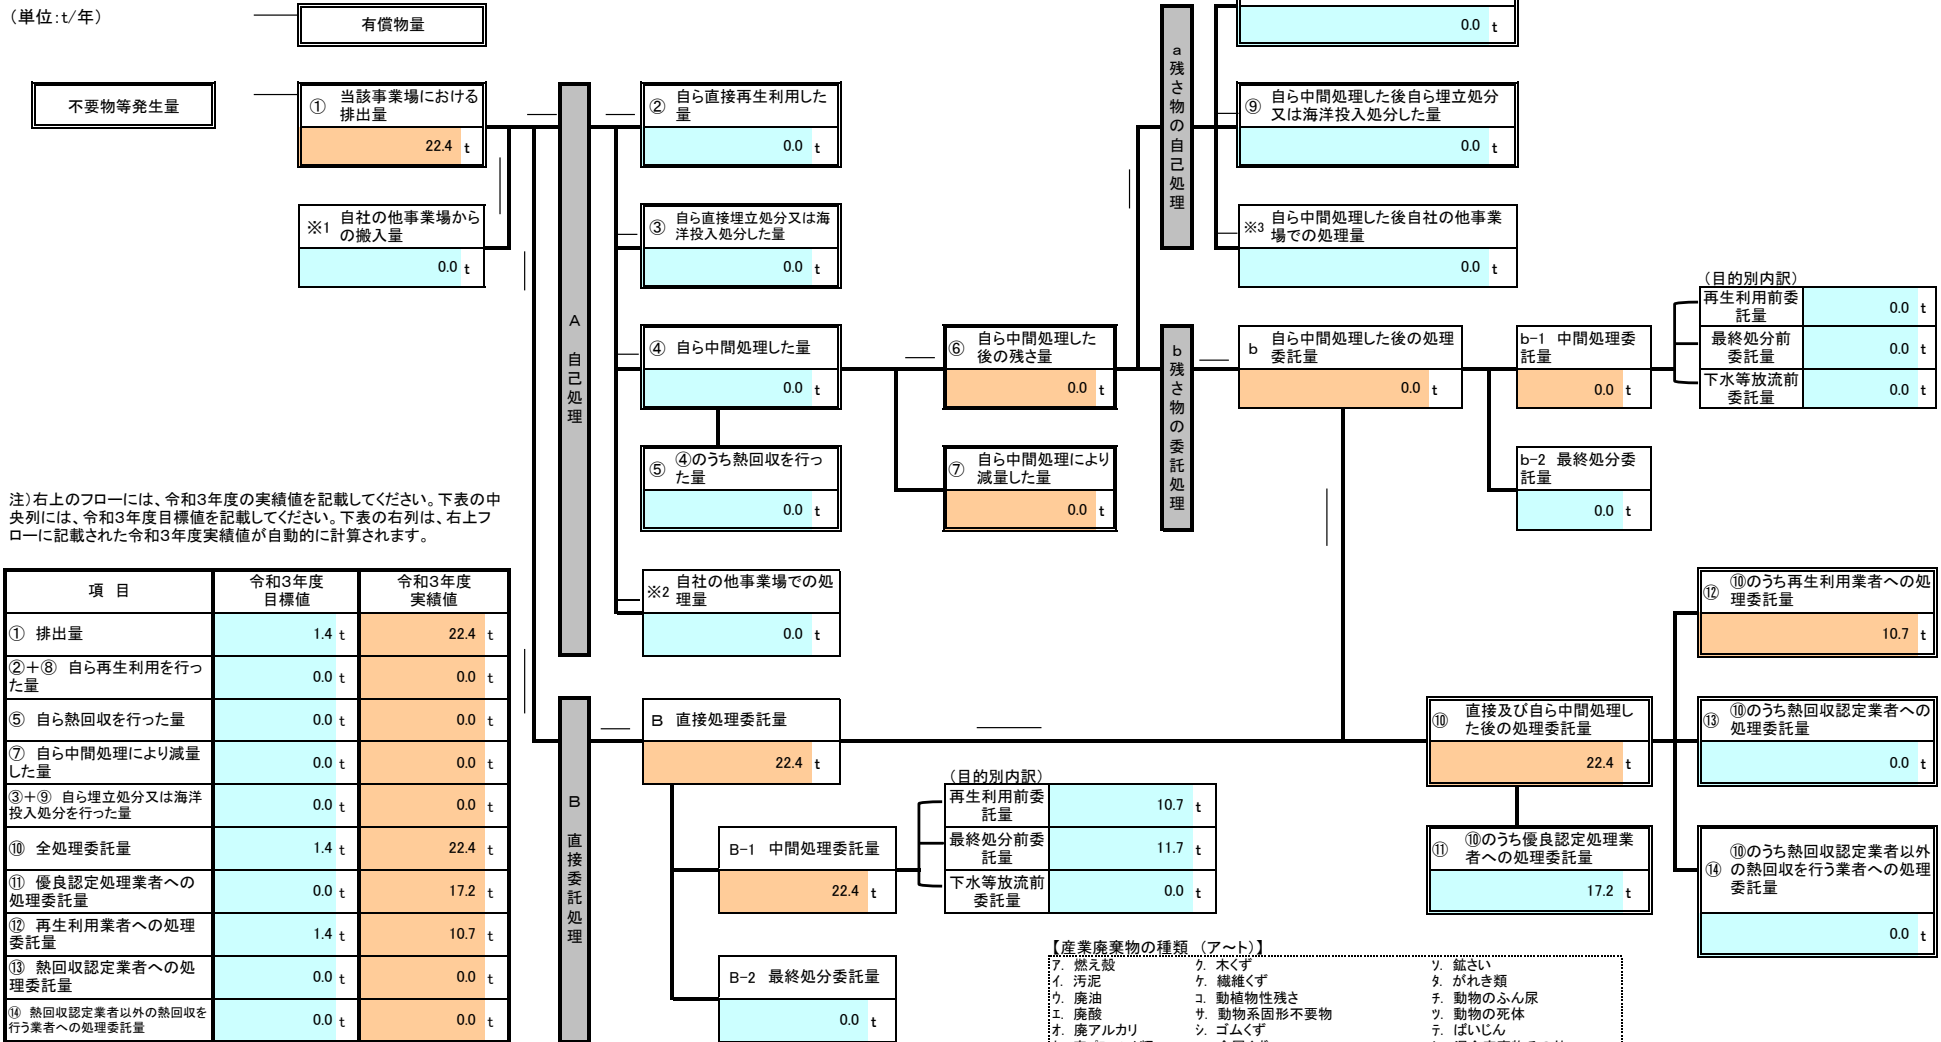 （単位：t/年）
有償物量
0.0 t
不要物等発生量
① 当該事業場における
排出量
22.4 t
② 自ら直接再生利用した
量
0.0 t
a 残さ物の自己処理
⑨ 自ら中間処理した後自ら埋立処分
又は海洋投入処分した量
0.0 t
※1 自社の他事業場から
の搬入量
0.0 t
③ 自ら直接埋立処分又は海
洋投入処分した量
0.0 t
※3 自ら中間処理した後自社の他事業
場での処理量
0.0 t
A 自己処理
④ 自ら中間処理した量
0.0 t
⑥ 自ら中間処理した
後の残さ量
0.0 t
b 残さ物の委託処理
b 自ら中間処理した後の処理
委託量
0.0 t
b-1 中間処理委
託量
0.0 t
（目的別内訳）
再生利用前委
託量
0.0 t
最終処分前
委託量
0.0 t
下水等放流前
委託量
0.0 t
⑤ ④のうち熱回収を行っ
た量
0.0 t
⑦ 自ら中間処理により
減量した量
0.0 t
b-2 最終処分委
託量
0.0 t
注）右上のフローには、令和3年度の実績値を記載してください。下表の中
央列には、令和3年度目標値を記載してください。下表の右列は、右上フ
ローに記載された令和3年度実績値が自動的に計算されます。
※2 自社の他事業場での処
理量
0.0 t
項 目 令和3年度
目標値 令和3年度
実績値
① 排出量 1.4 t 22.4 t
②＋⑧ 自ら再生利用を行っ
た量 0.0 t 0.0 t
⑤ 自ら熱回収を行った量 0.0 t 0.0 t
⑦ 自ら中間処理により減量
した量 0.0 t 0.0 t
③＋⑨ 自ら埋立処分又は海洋
投入処分を行った量 0.0 t 0.0 t
⑩ 全処理委託量 1.4 t 22.4 t
⑪ 優良認定処理業者への
処理委託量 0.0 t 17.2 t
⑫ 再生利用業者への処理
委託量 1.4 t 10.7 t
⑬ 熱回収認定業者への処
理委託量 0.0 t 0.0 t
⑭ 熱回収認定業者以外の熱回収を
行う業者への処理委託量 0.0 t 0.0 t
B 直接委託処理
B 直接処理委託量
22.4 t
B-1 中間処理委託量
22.4 t
（目的別内訳）
再生利用前委
託量
10.7 t
最終処分前委
託量
11.7 t
下水等放流前
委託量
0.0 t
B-2 最終処分委託量
0.0 t
⑩ 直接及び自ら中間処理し
た後の処理委託量
22.4 t
⑪ ⑩のうち優良認定処理業
者への処理委託量
17.2 t
⑫ ⑩のうち再生利用業者への処
理委託量
10.7 t
⑬ ⑩のうち熱回収認定業者への
処理委託量
0.0 t
⑭ ⑩のうち熱回収認定業者以外
の熱回収を行う業者への処理
委託量
0.0 t
【産業廃棄物の種類 （ア～ト）】
ア. 燃え殻 ク. 木くず ソ. 鉱さい
イ. 汚泥 ケ. 繊維くず タ. がれき類
ウ. 廃油 コ. 動植物性残さ チ. 動物のふん尿
エ. 廃酸 サ. 動物系固形不要物 ツ. 動物の死体
オ. 廃アルカリ シ. ゴムくず テ. ばいじん